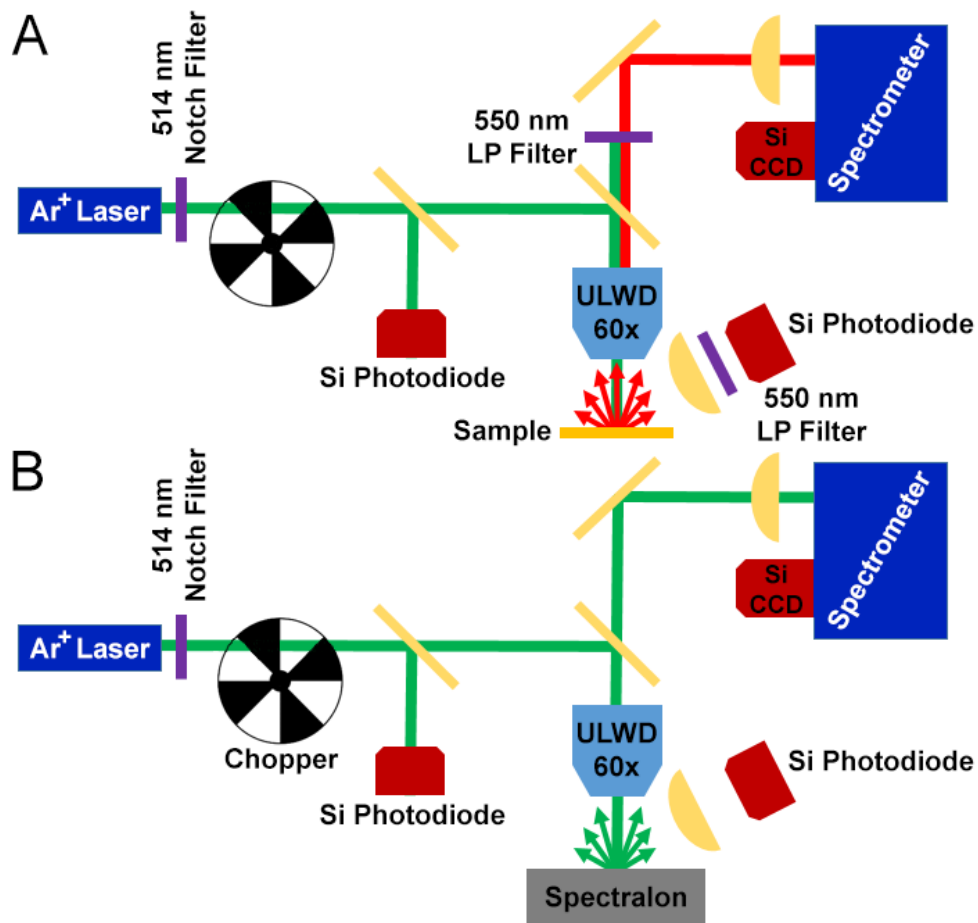 A
514 nm
Notch Filter
550 nm
LP Filter
Si
CCD
Spectrometer
Ar+ Laser
ULWD
60x
Si Photodiode
Si Photodiode
550 nm
LP Filter
Sample
B
514 nm
Notch Filter
Si
CCD
Spectrometer
Ar+ Laser
Chopper
ULWD
60x
Si Photodiode
Si Photodiode
Spectralon